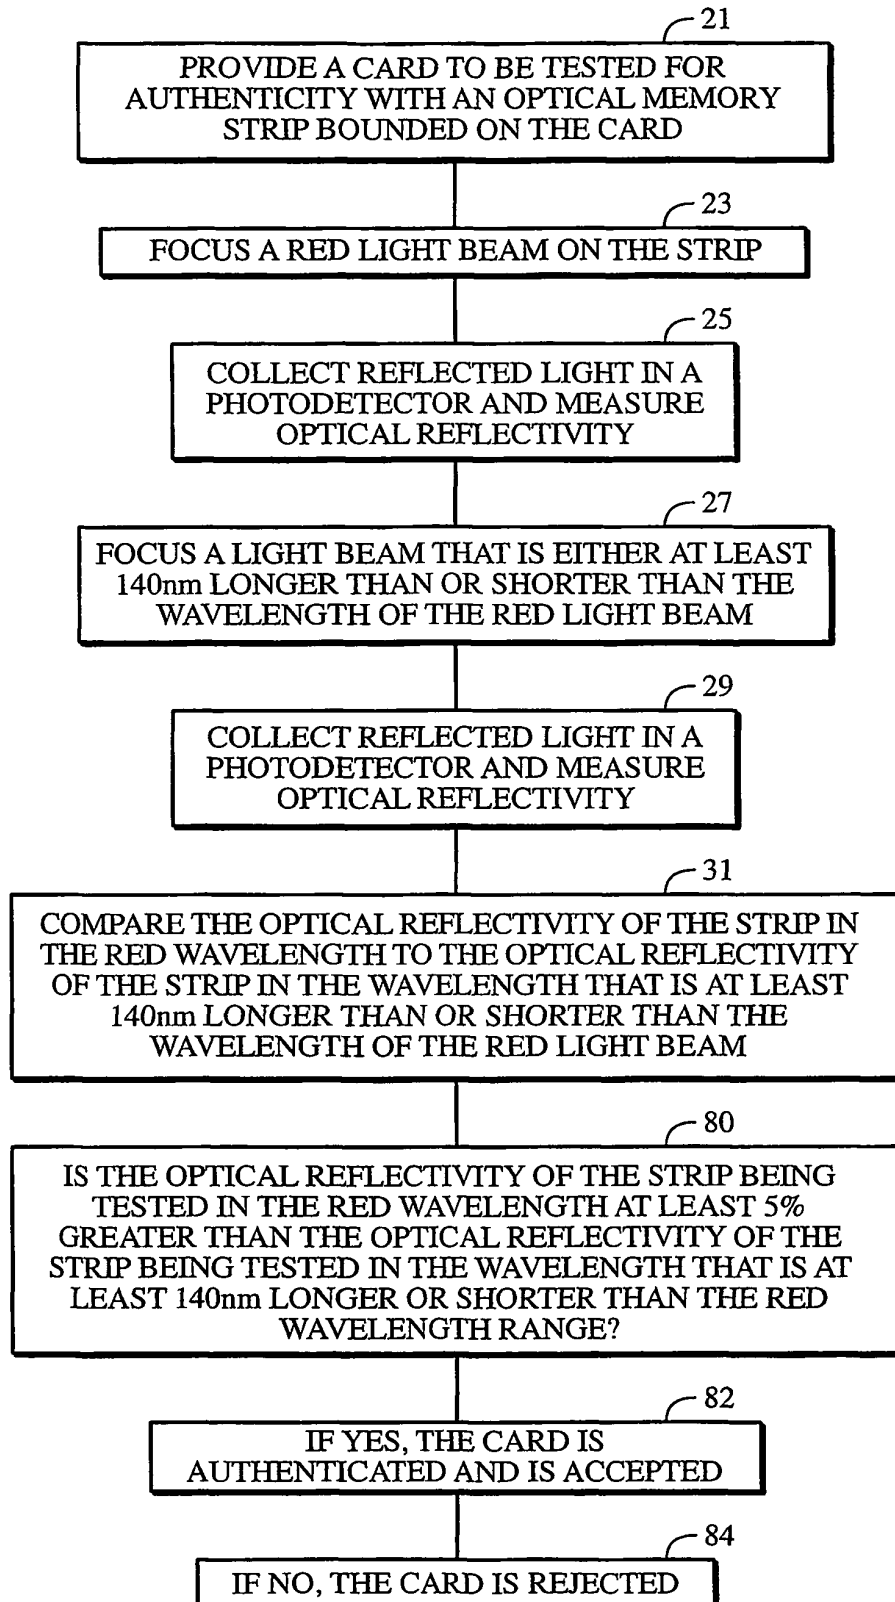 21
PROVIDE A CARD TO BE TESTED FOR
AUTHENTICITY WITH AN OPTICAL MEMORY
STRIP BOUNDED ON THE CARD
23
FOCUS A RED LIGHT BEAM ON THE STRIP
25
COLLECT REFLECTED LIGHT IN A
PHOTODETECTOR AND MEASURE
OPTICAL REFLECTIVITY
27
FOCUS A LIGHT BEAM THAT IS EITHER AT LEAST
140nm LONGER THAN OR SHORTER THAN THE
WAVELENGTH OF THE RED LIGHT BEAM
29
COLLECT REFLECTED LIGHT IN A
PHOTODETECTOR AND MEASURE
OPTICAL REFLECTIVITY
31
COMPARE THE OPTICAL REFLECTIVITY OF THE STRIP IN
THE RED WAVELENGTH TO THE OPTICAL REFLECTIVITY
OF THE STRIP IN THE WAVELENGTH THAT IS AT LEAST
140nm LONGER THAN OR SHORTER THAN THE
WAVELENGTH OF THE RED LIGHT BEAM
80
IS THE OPTICAL REFLECTIVITY OF THE STRIP BEING
TESTED IN THE RED WAVELENGTH AT LEAST 5%
GREATER THAN THE OPTICAL REFLECTIVITY OF THE
STRIP BEING TESTED IN THE WAVELENGTH THAT IS AT
LEAST 140nm LONGER OR SHORTER THAN THE RED
WAVELENGTH RANGE?
82
IF YES, THE CARD IS
AUTHENTICATED AND IS ACCEPTED
84
IF NO, THE CARD IS REJECTED